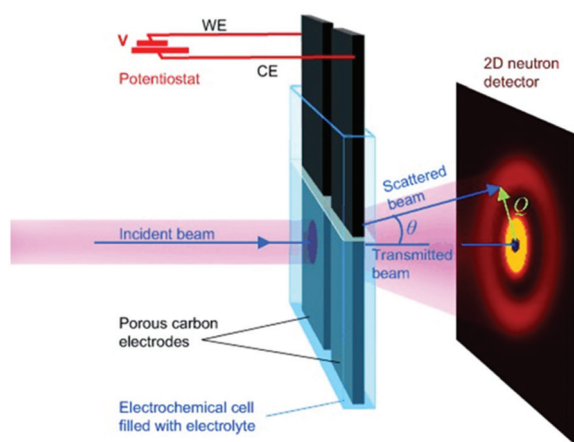 WE
V
CE
Potentiostat
2D neutron
detector
Scattered
beam
Q
θ
Incident beam
Transmitted
beam
Porous carbon
electrodes
Electrochemical cell
filled with electrolyte